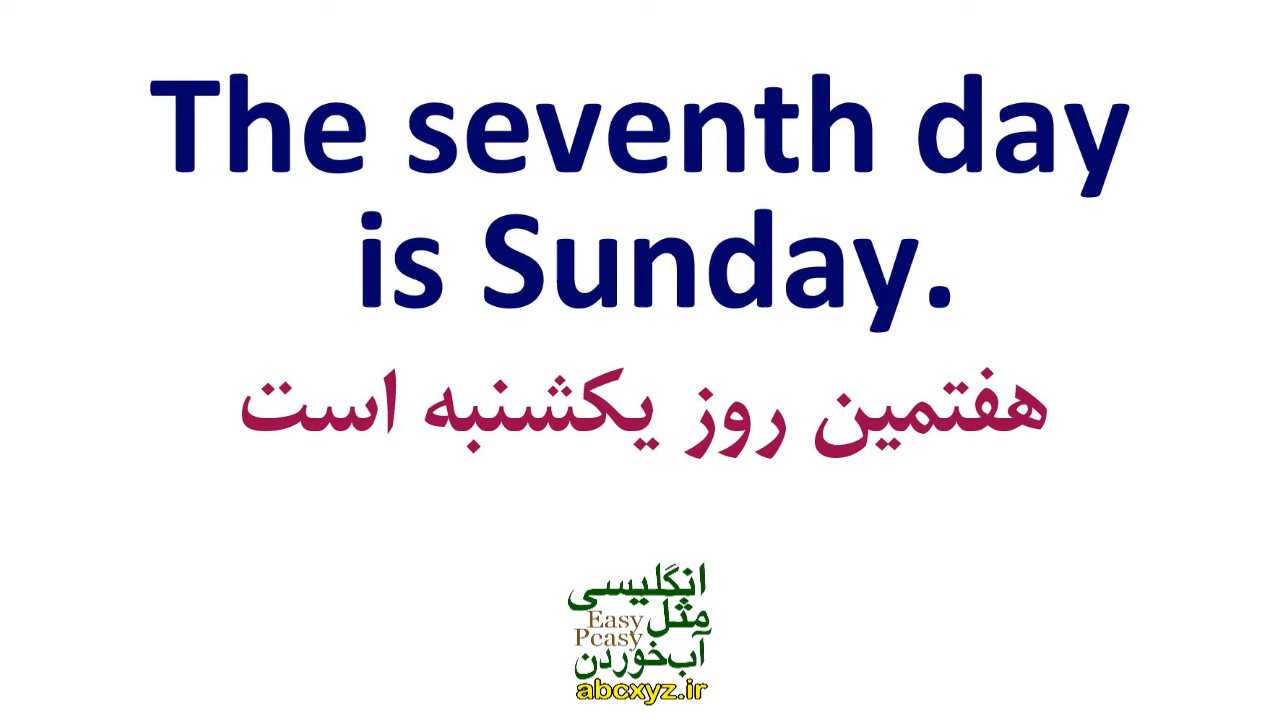 The seventh day
is Sunday.
هفتمین روز یکشنبه است
انگلیسی
مثل
Easy
Peasy
آب‌خوردن
abcxyz.ir